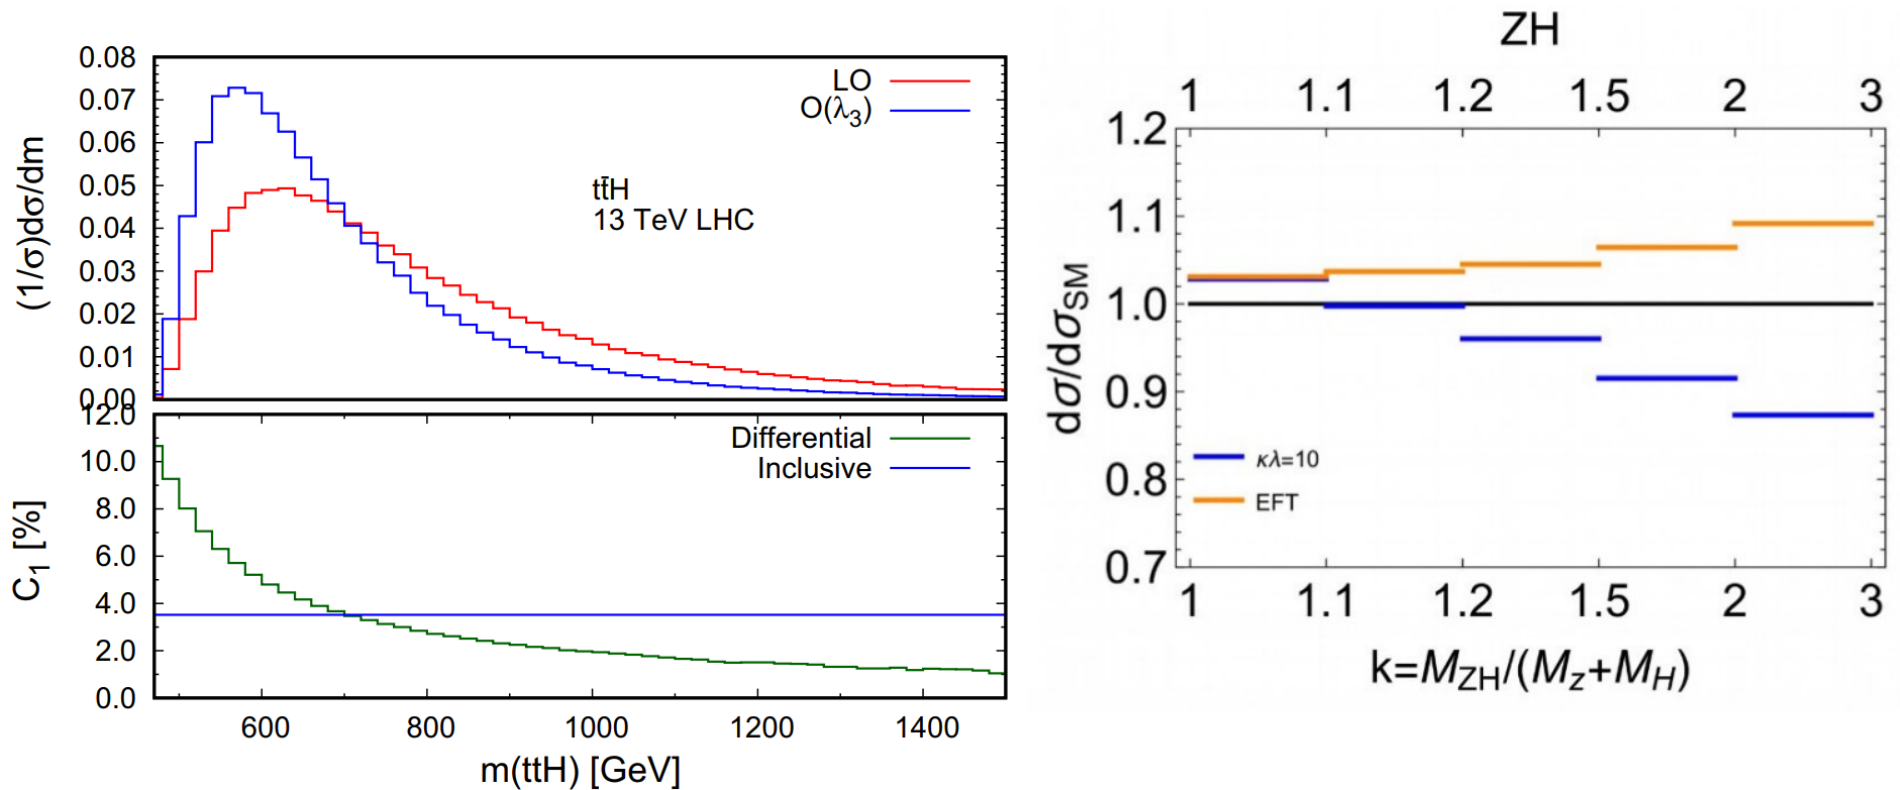 0.08
0.07
0.06
0.05
0.04
0.03
0.02
0.01
0.00
(1/σ)dσ/dm
LO
O(λ₃)
tt̄H
13 TeV LHC
12.0
10.0
8.0
6.0
4.0
2.0
0.0
C₁ [%]
Differential
Inclusive
600 800 1000 1200 1400
m(ttH) [GeV]
ZH
1 1.1 1.2 1.5 2 3
1.2
1.1
1.0
0.9
0.8
0.7
dσ/dσSM
κλ=10
EFT
1 1.1 1.2 1.5 2 3
k=MZH/(Mz+MH)